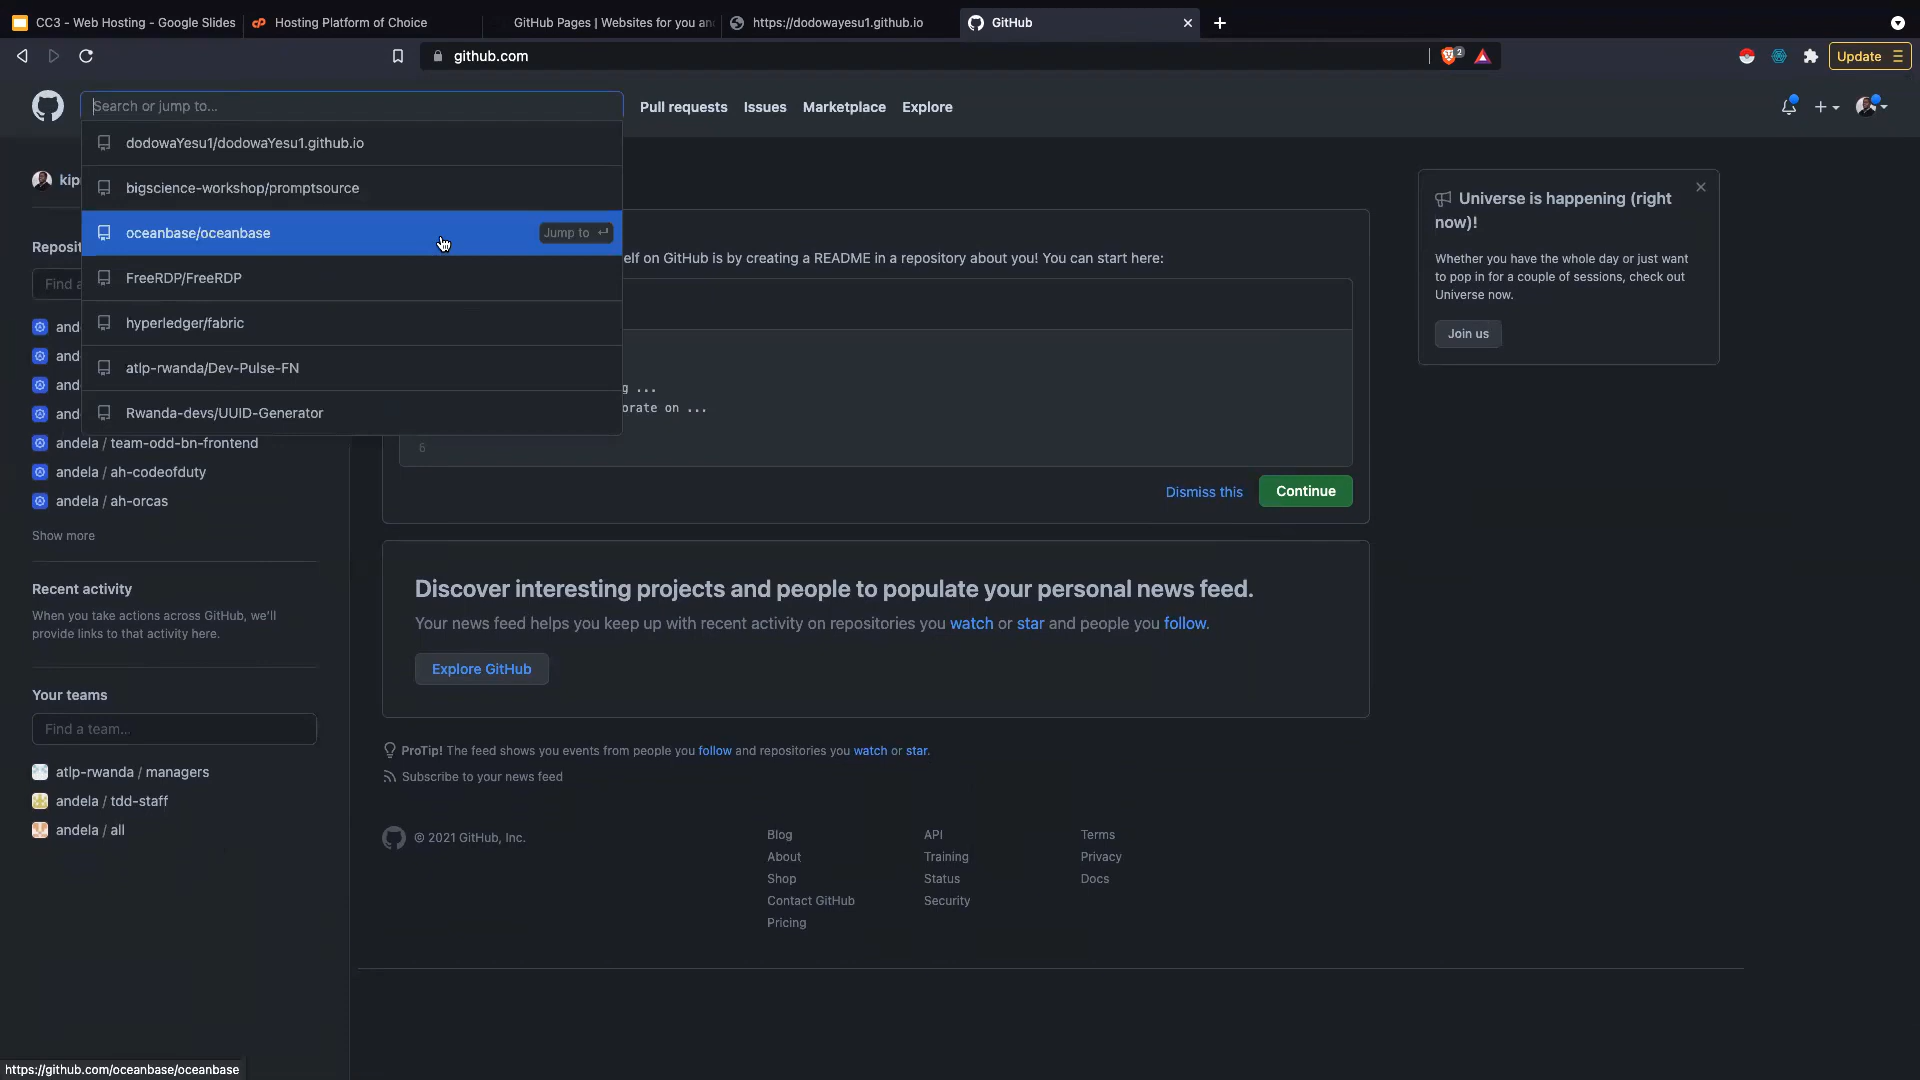 CC3 - Web Hosting - Google Slides
Hosting Platform of Choice
GitHub Pages | Websites for you an
https://dodowayesu1.github.io
GitHub
github.com
2
Update
Search or jump to...
Pull requests
Issues
Marketplace
Explore
dodowaYesu1/dodowaYesu1.github.io
bigscience-workshop/promptsource
oceanbase/oceanbase
Jump to
FreeRDP/FreeRDP
hyperledger/fabric
atlp-rwanda/Dev-Pulse-FN
Rwanda-devs/UUID-Generator
kip
Reposit
Find a
ande
ande
ande
ande
andela / team-odd-bn-frontend
andela / ah-codeofduty
andela / ah-orcas
Show more
Recent activity
When you take actions across GitHub, we'll
provide links to that activity here.
Your teams
Find a team...
atlp-rwanda / managers
andela / tdd-staff
andela / all
elf on GitHub is by creating a README in a repository about you! You can start here:
g ...
orate on ...
6
Dismiss this
Continue
Discover interesting projects and people to populate your personal news feed.
Your news feed helps you keep up with recent activity on repositories you watch or star and people you follow.
Explore GitHub
ProTip! The feed shows you events from people you follow and repositories you watch or star.
Subscribe to your news feed
© 2021 GitHub, Inc.
Blog
About
Shop
Contact GitHub
Pricing
API
Training
Status
Security
Terms
Privacy
Docs
Universe is happening (right
now)!
Whether you have the whole day or just want
to pop in for a couple of sessions, check out
Universe now.
Join us
https://github.com/oceanbase/oceanbase